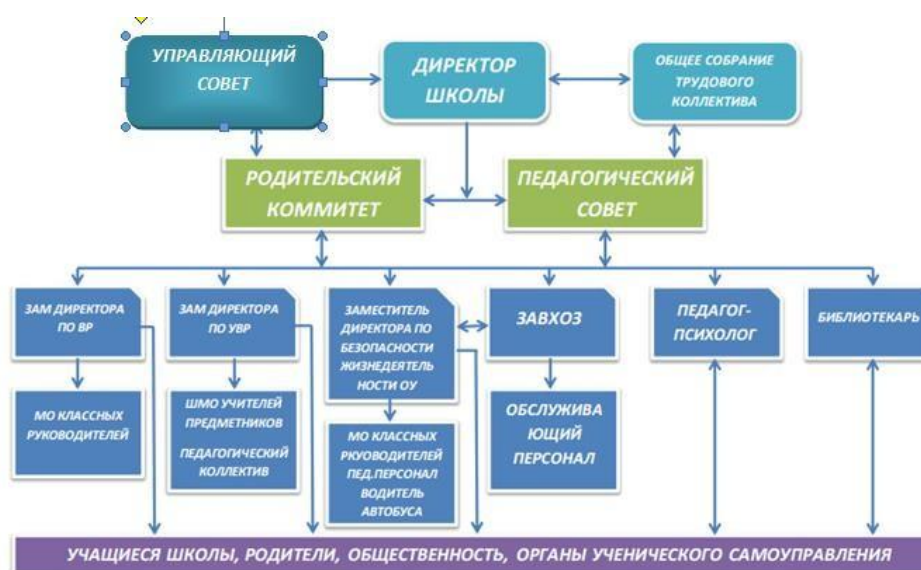 УПРАВЛЯЮЩИЙ
СОВЕТ
ДИРЕКТОР
ШКОЛЫ
ОБЩЕЕ СОБРАНИЕ
ТРУДОВОГО
КОЛЛЕКТИВА
РОДИТЕЛЬСКИЙ
КОММИТЕТ
ПЕДАГОГИЧЕСКИЙ
СОВЕТ
ЗАМ ДИРЕКТОРА
ПО ВР
ЗАМ ДИРЕКТОРА
ПО УВР
ЗАМЕСТИТЕЛЬ
ДИРЕКТОРА ПО
БЕЗОПАСНОСТИ
ЖИЗНЕДЕЯТЕЛЬ
НОСТИ ОУ
ЗАВХОЗ
ПЕДАГОГ-
ПСИХОЛОГ
БИБЛИОТЕКАРЬ
МО КЛАССНЫХ
РУКОВОДИТЕЛЕЙ
ШМО УЧИТЕЛЕЙ
ПРЕДМЕТНИКОВ
ПЕДАГОГИЧЕСКИЙ
КОЛЛЕКТИВ
МО КЛАССНЫХ
РКУОВОДИТЕЛЕЙ
ПЕД.ПЕРСОНАЛ
ВОДИТЕЛЬ
АВТОБУСА
ОБСЛУЖИВА
ЮЩИЙ
ПЕРСОНАЛ
УЧАЩИЕСЯ ШКОЛЫ, РОДИТЕЛИ, ОБЩЕСТВЕННОСТЬ, ОРГАНЫ УЧЕНИЧЕСКОГО САМОУПРАВЛЕНИЯ